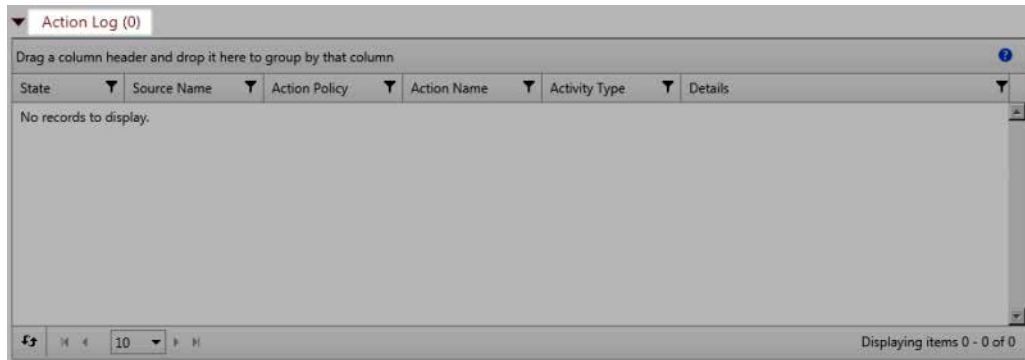 Action Log (0)
Drag a column header and drop it here to group by that column
State Source Name Action Policy Action Name Activity Type Details
No records to display.
10 Displaying items 0 - 0 of 0